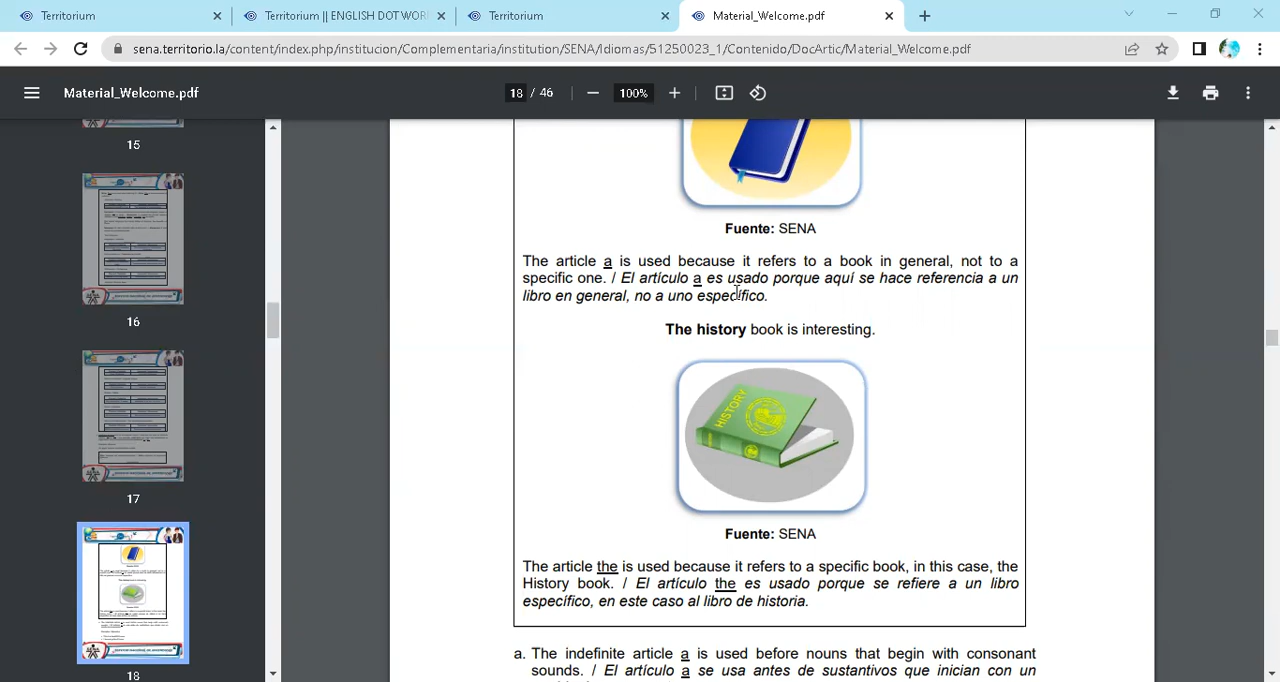 Territorium
Territorium || ENGLISH DOT WOR
Territorium
Material_Welcome.pdf
sena.territorio.la/content/index.php/institucion/Complementaria/institution/SENA/Idiomas/51250023_1/Contenido/DocArtic/Material_Welcome.pdf
Material_Welcome.pdf
18 / 46
100%
15
16
17
18
HISTORY
Fuente: SENA
The article a is used because it refers to a book in general, not to a
specific one. / El artículo a es usado porque aquí se hace referencia a un
libro en general, no a uno específico.
The history book is interesting.
Fuente: SENA
The article the is used because it refers to a specific book, in this case, the
History book. / El artículo the es usado porque se refiere a un libro
específico, en este caso al libro de historia.
a. The indefinite article a is used before nouns that begin with consonant
sounds. / El artículo a se usa antes de sustantivos que inician con un